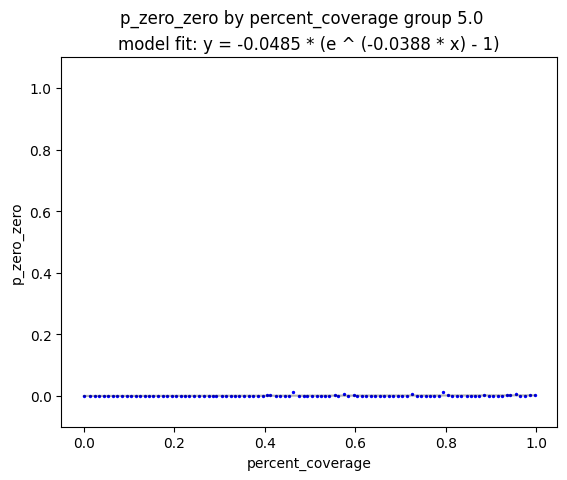 p_zero_zero by percent_coverage group 5.0
model fit: y = -0.0485 * (e ^ (-0.0388 * x) - 1)
1.0
0.8
0.6
0.4
0.2
0.0
p_zero_zero
0.0 0.2 0.4 0.6 0.8 1.0
percent_coverage